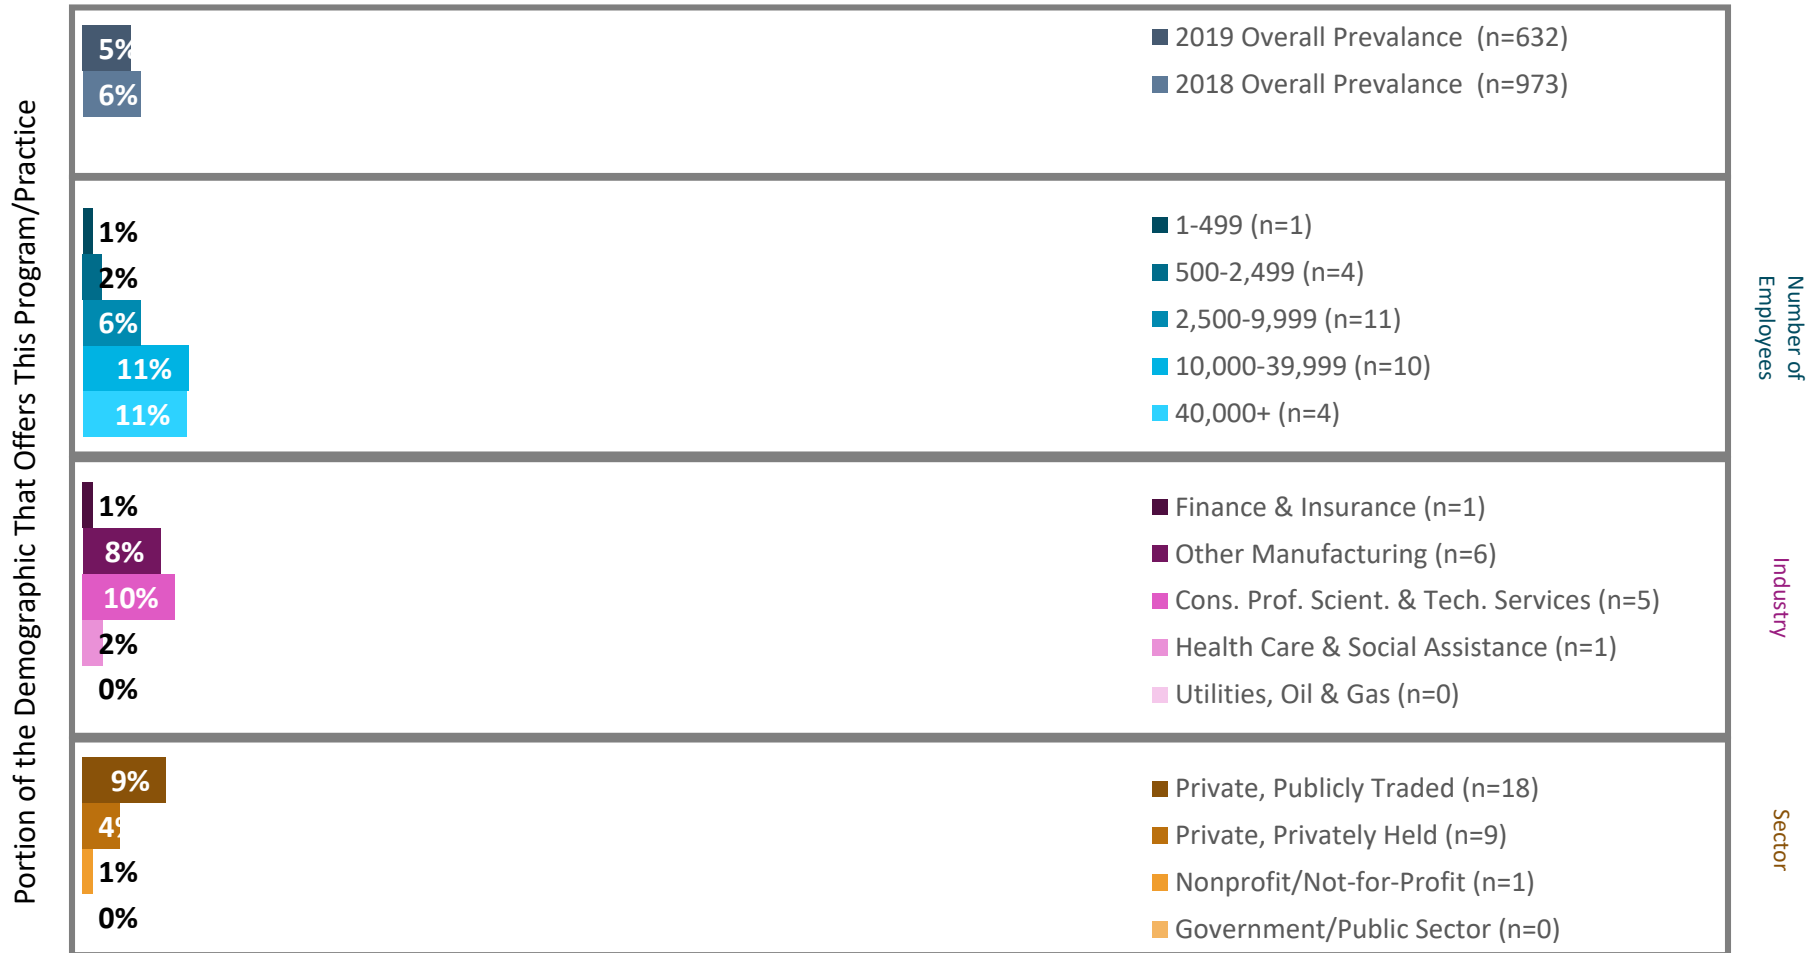 Portion of the Demographic That Offers This Program/Practice
5%
6%
2019 Overall Prevalance (n=632)
2018 Overall Prevalance (n=973)
1%
2%
6%
11%
11%
1-499 (n=1)
500-2,499 (n=4)
2,500-9,999 (n=11)
10,000-39,999 (n=10)
40,000+ (n=4)
Number of
Employees
1%
8%
10%
2%
0%
Finance & Insurance (n=1)
Other Manufacturing (n=6)
Cons. Prof. Scient. & Tech. Services (n=5)
Health Care & Social Assistance (n=1)
Utilities, Oil & Gas (n=0)
Industry
9%
4%
1%
0%
Private, Publicly Traded (n=18)
Private, Privately Held (n=9)
Nonprofit/Not-for-Profit (n=1)
Government/Public Sector (n=0)
Sector